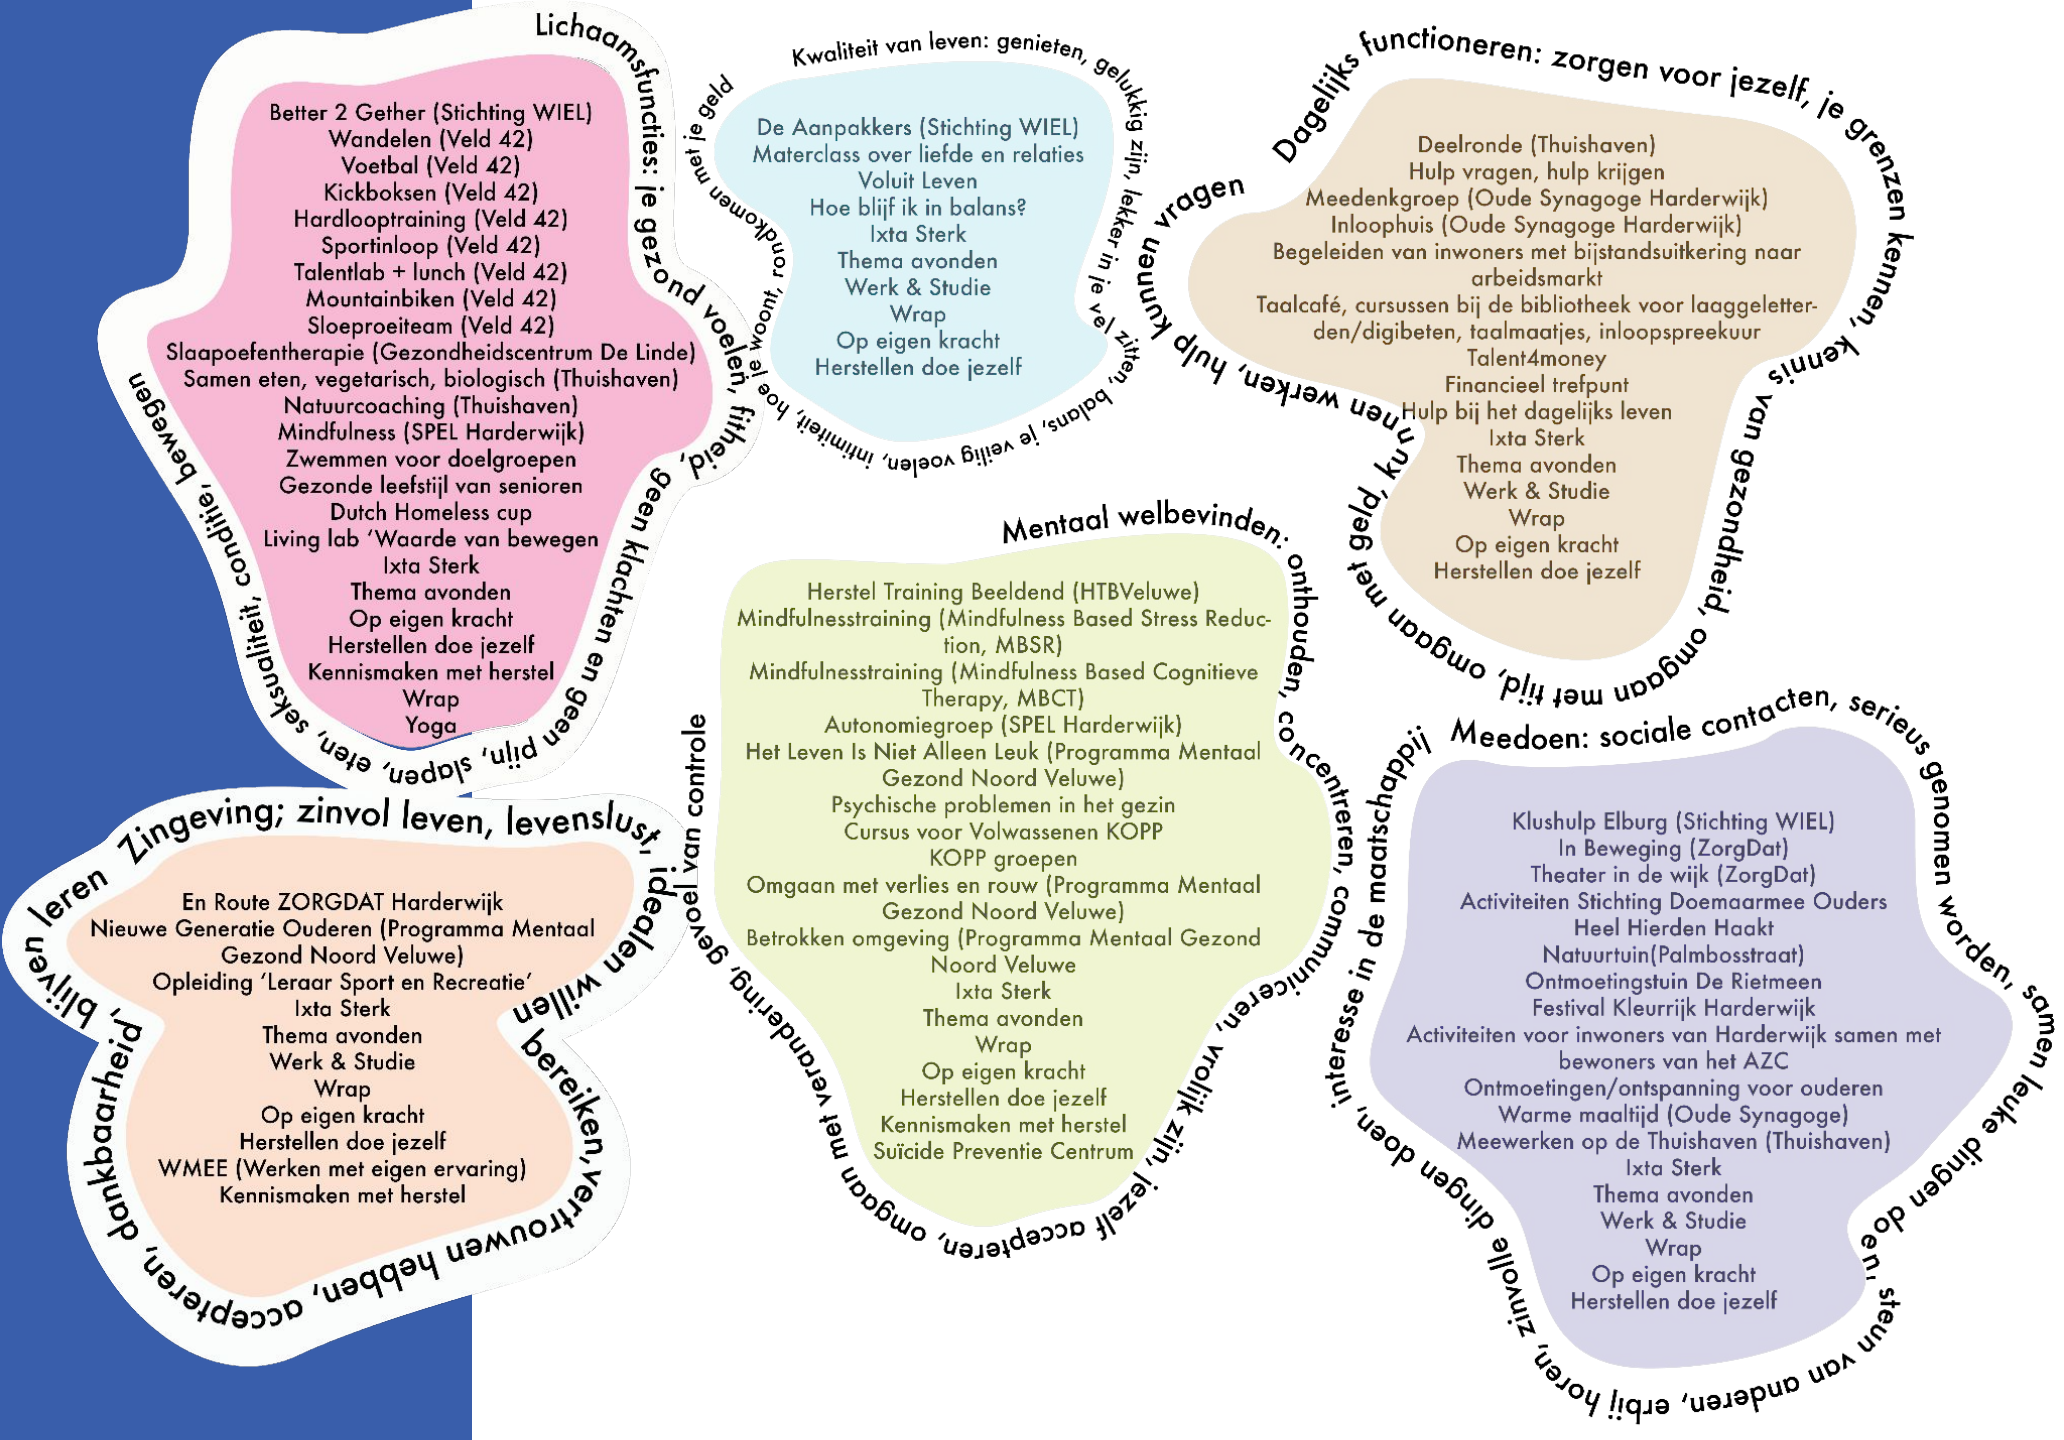 Lichaamsfuncties: je gezond voelen, fitheid, geen klachten en geen pijn, slapen, eten, seksualiteit, conditie, bewegen
Better 2 Gether (Stichting WIEL)
Wandelen (Veld 42)
Voetbal (Veld 42)
Kickboksen (Veld 42)
Hardlooptraining (Veld 42)
Sportinloop (Veld 42)
Talentlab + lunch (Veld 42)
Mountainbiken (Veld 42)
Sloeproeiteam (Veld 42)
Slaapoefentherapie (Gezondheidscentrum De Linde)
Samen eten, vegetarisch, biologisch (Thuishaven)
Natuurcoaching (Thuishaven)
Mindfulness (SPEL Harderwijk)
Zwemmen voor doelgroepen
Gezonde leefstijl van senioren
Dutch Homeless cup
Living lab ‘Waarde van bewegen
Ixta Sterk
Thema avonden
Op eigen kracht
Herstellen doe jezelf
Kennismaken met herstel
Wrap
Yoga
Kwaliteit van leven: genieten, gelukkig zijn, lekker in je vel zitten, balans, je veilig voelen, intimiteit, hoe je woont, rondkomen met je geld
De Aanpakkers (Stichting WIEL)
Materclass over liefde en relaties
Voluit Leven
Hoe blijf ik in balans?
Ixta Sterk
Thema avonden
Werk & Studie
Wrap
Op eigen kracht
Herstellen doe jezelf
Dagelijks functioneren: zorgen voor jezelf, je grenzen kennen, kennis van gezondheid, omgaan met tijd, omgaan met geld, kunnen werken, hulp kunnen vragen
Deelronde (Thuishaven)
Hulp vragen, hulp krijgen
Meedenkgroep (Oude Synagoge Harderwijk)
Inloophuis (Oude Synagoge Harderwijk)
Begeleiden van inwoners met bijstandsuitkering naar
arbeidsmarkt
Taalcafé, cursussen bij de bibliotheek voor laaggeletter-
den/digibeten, taalmaatjes, inloopspreekuur
Talent4money
Financieel trefpunt
Hulp bij het dagelijks leven
Ixta Sterk
Thema avonden
Werk & Studie
Wrap
Op eigen kracht
Herstellen doe jezelf
Zingeving; zinvol leven, levenslust, idealen willen bereiken, vertrouwen hebben, accepteren, dankbaarheid, blijven leren
En Route ZORGDAT Harderwijk
Nieuwe Generatie Ouderen (Programma Mentaal
Gezond Noord Veluwe)
Opleiding ‘Leraar Sport en Recreatie’
Ixta Sterk
Thema avonden
Werk & Studie
Wrap
Op eigen kracht
Herstellen doe jezelf
WMEE (Werken met eigen ervaring)
Kennismaken met herstel
Mentaal welbevinden: onthouden, concentreren, communiceren, vrolijk zijn, jezelf accepteren, omgaan met verandering, gevoel van controle
Herstel Training Beeldend (HTBVeluwe)
Mindfulnesstraining (Mindfulness Based Stress Reduc-
tion, MBSR)
Mindfulnesstraining (Mindfulness Based Cognitieve
Therapy, MBCT)
Autonomiegroep (SPEL Harderwijk)
Het Leven Is Niet Alleen Leuk (Programma Mentaal
Gezond Noord Veluwe)
Psychische problemen in het gezin
Cursus voor Volwassenen KOPP
KOPP groepen
Omgaan met verlies en rouw (Programma Mentaal
Gezond Noord Veluwe)
Betrokken omgeving (Programma Mentaal Gezond
Noord Veluwe
Ixta Sterk
Thema avonden
Wrap
Op eigen kracht
Herstellen doe jezelf
Kennismaken met herstel
Suïcide Preventie Centrum
Meedoen: sociale contacten, serieus genomen worden, samen leuke dingen doen, steun van anderen, erbij horen, zinvolle dingen doen, interesse in de maatschappij
Klushulp Elburg (Stichting WIEL)
In Beweging (ZorgDat)
Theater in de wijk (ZorgDat)
Activiteiten Stichting Doemaarmee Ouders
Heel Hierden Haakt
Natuurtuin(Palmbosstraat)
Ontmoetingstuin De Rietmeen
Festival Kleurrijk Harderwijk
Activiteiten voor inwoners van Harderwijk samen met
bewoners van het AZC
Ontmoetingen/ontspanning voor ouderen
Warme maaltijd (Oude Synagoge)
Meewerken op de Thuishaven (Thuishaven)
Ixta Sterk
Thema avonden
Werk & Studie
Wrap
Op eigen kracht
Herstellen doe jezelf